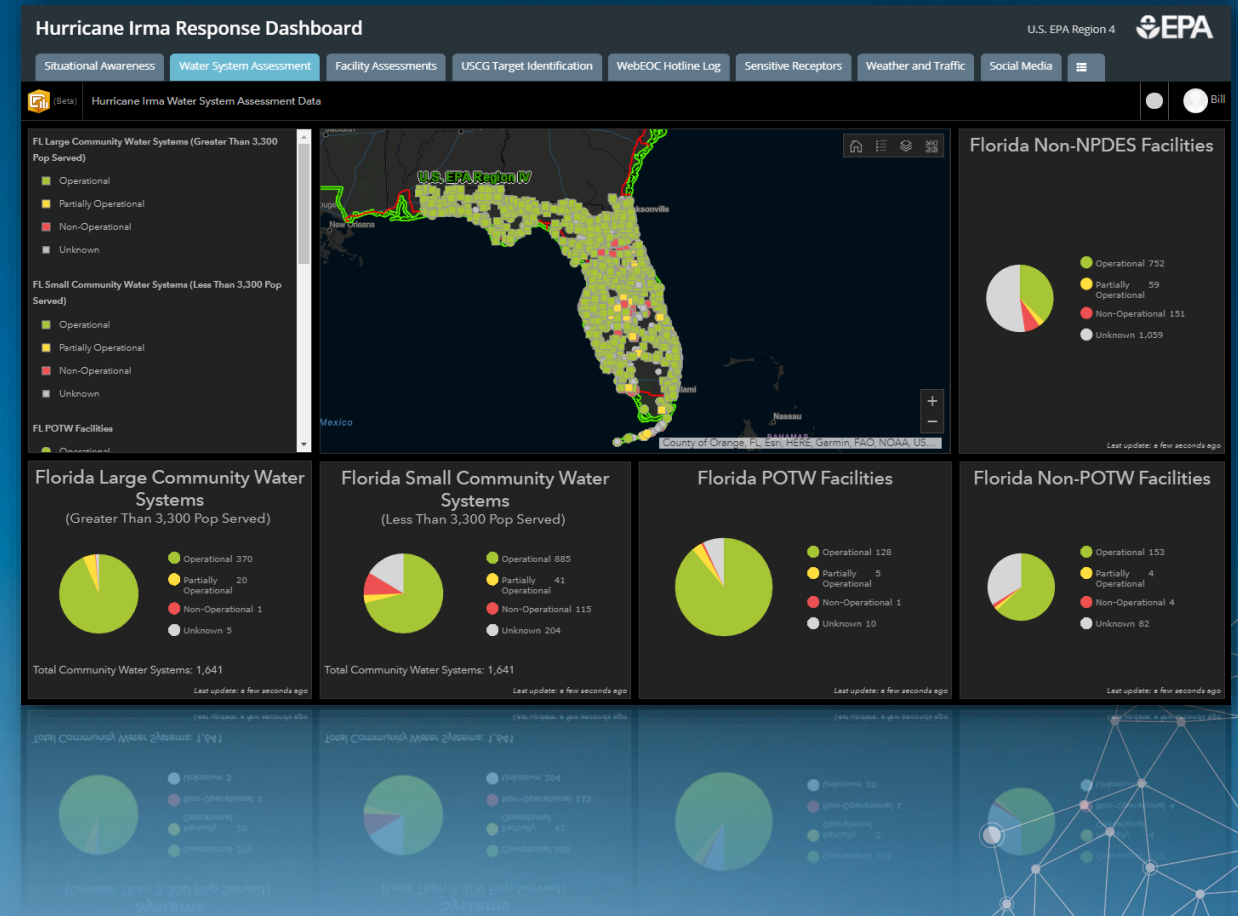 Hurricane Irma Response Dashboard
U.S. EPA Region 4
EPA
Situational Awareness
Water System Assessment
Facility Assessments
USCG Target Identification
WebEOC Hotline Log
Sensitive Receptors
Weather and Traffic
Social Media
(Beta)
Hurricane Irma Water System Assessment Data
Bill
FL Large Community Water Systems (Greater Than 3,300
Pop Served)
Operational
Partially Operational
Non-Operational
Unknown
FL Small Community Water Systems (Less Than 3,300 Pop
Served)
Operational
Partially Operational
Non-Operational
Unknown
FL POTW Facilities
Operational
U.S. EPA Region IV
New Orleans
Mexico
Nassau
BAHAMAS
County of Orange, FL, Esri, HERE, Garmin, FAO, NOAA, US...
Florida Non-NPDES Facilities
Operational 752
Partially 59
Operational
Non-Operational 151
Unknown 1,059
Last update: a few seconds ago
Florida Large Community Water
Systems
(Greater Than 3,300 Pop Served)
Operational 370
Partially 20
Operational
Non-Operational 1
Unknown 5
Total Community Water Systems: 1,641
Last update: a few seconds ago
Florida Small Community Water
Systems
(Less Than 3,300 Pop Served)
Operational 885
Partially 41
Operational
Non-Operational 115
Unknown 204
Total Community Water Systems: 1,641
Last update: a few seconds ago
Florida POTW Facilities
Operational 128
Partially 5
Operational
Non-Operational 1
Unknown 10
Last update: a few seconds ago
Florida Non-POTW Facilities
Operational 153
Partially 4
Operational
Non-Operational 4
Unknown 82
Last update: a few seconds ago